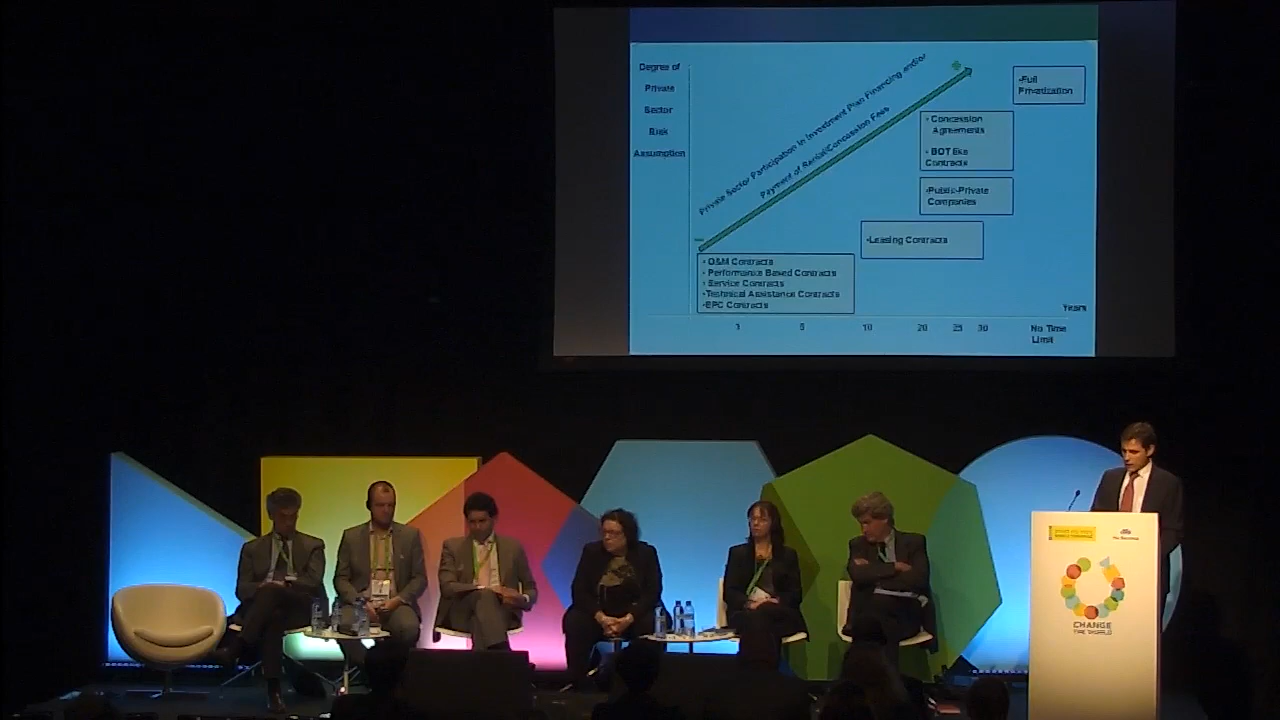 Degree of
Private
Sector
Risk
Assumption
Private Sector Participation in Investment Plan Financing and/or
Payment of Rental/Concession Fees
•Full
Privatization
• Concession
Agreements
• BOT like
Contracts
•Public-Private
Companies
•Leasing Contracts
• O&M Contracts
• Performance Based Contracts
• Service Contracts
•Technical Assistance Contracts
•EPC Contracts
Years
3 5 10 20 25 30 No Time
Limit
CHANGE
THE WORLD